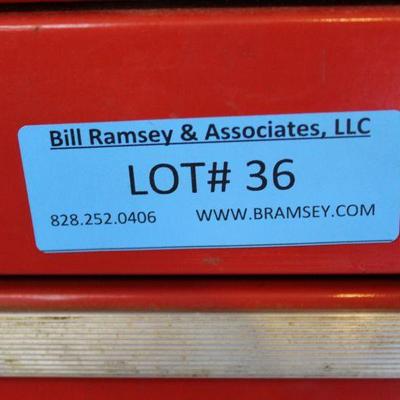 Bill Ramsey & Associates, LLC
LOT# 36
828.252.0406 WWW.BRAMSEY.COM